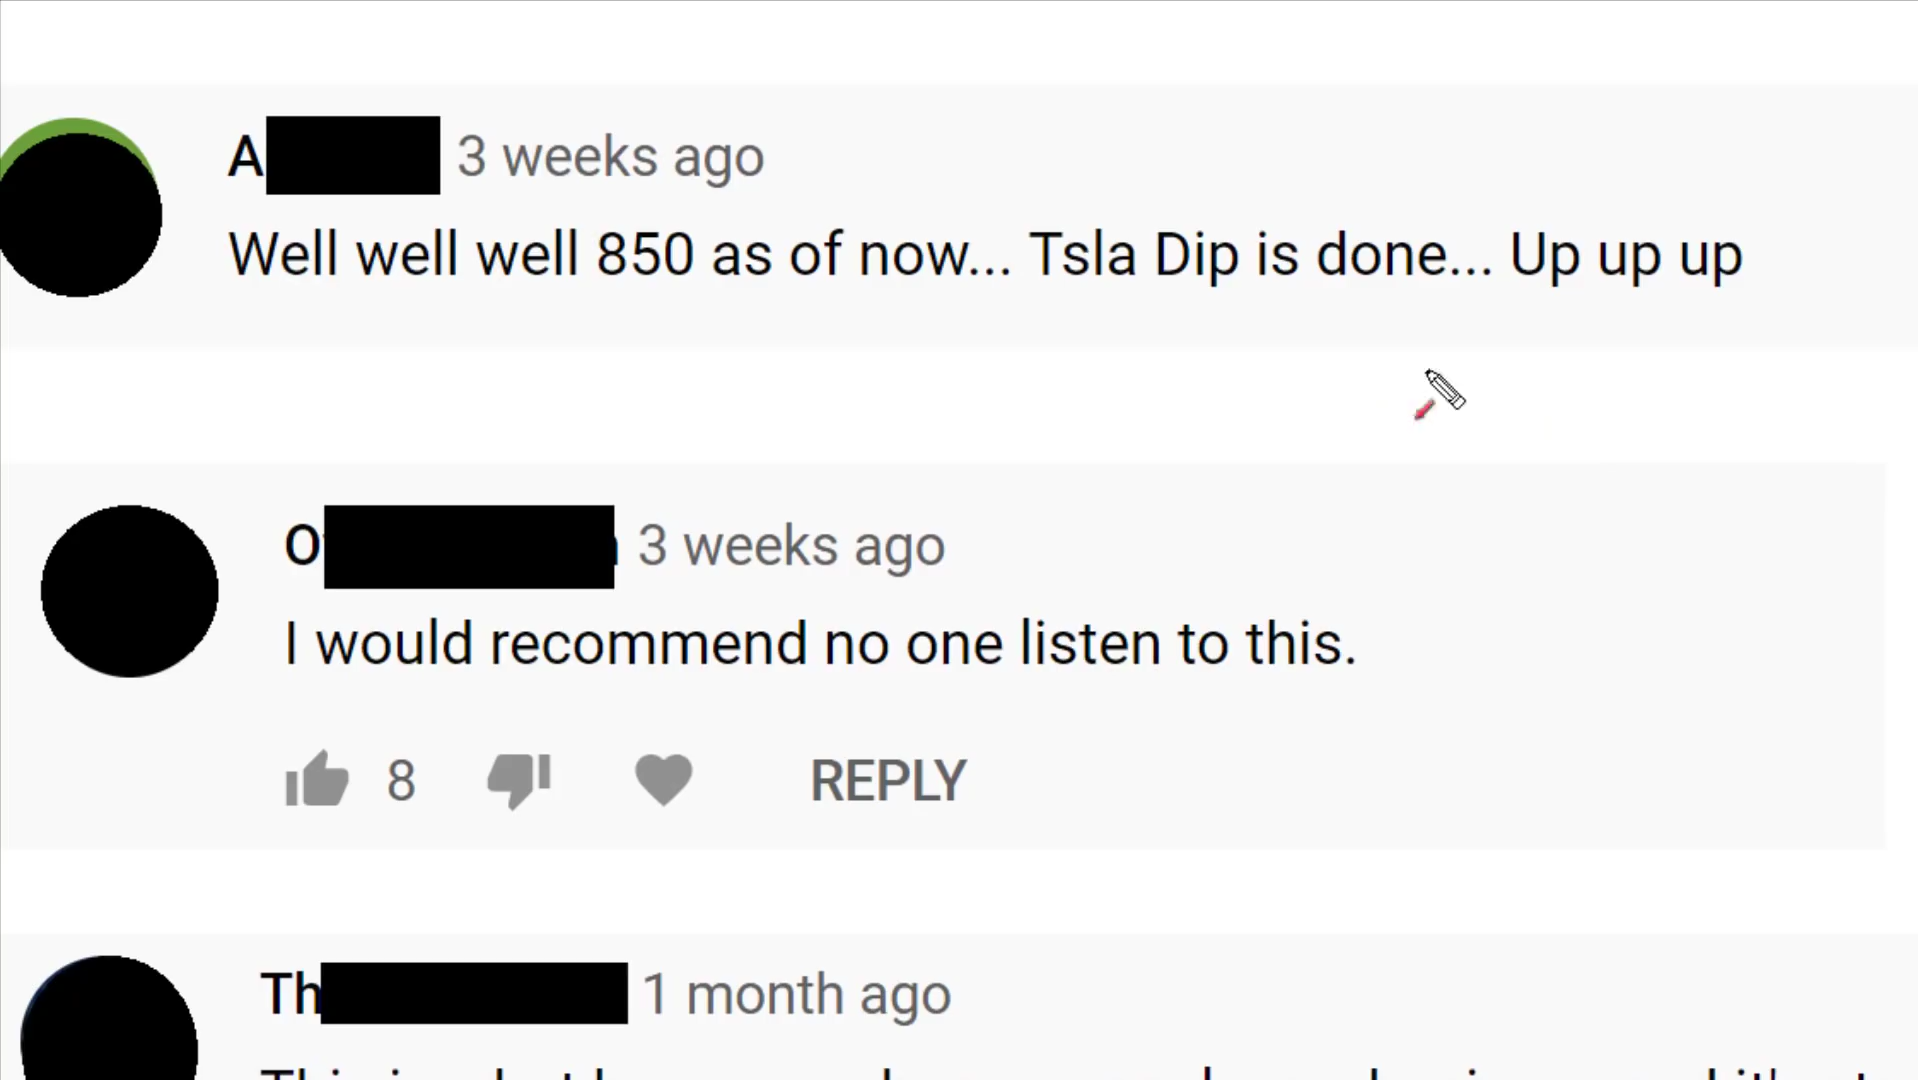 A 3 weeks ago
Well well well 850 as of now... Tsla Dip is done... Up up up
O 3 weeks ago
I would recommend no one listen to this.
8 REPLY
Th 1 month ago